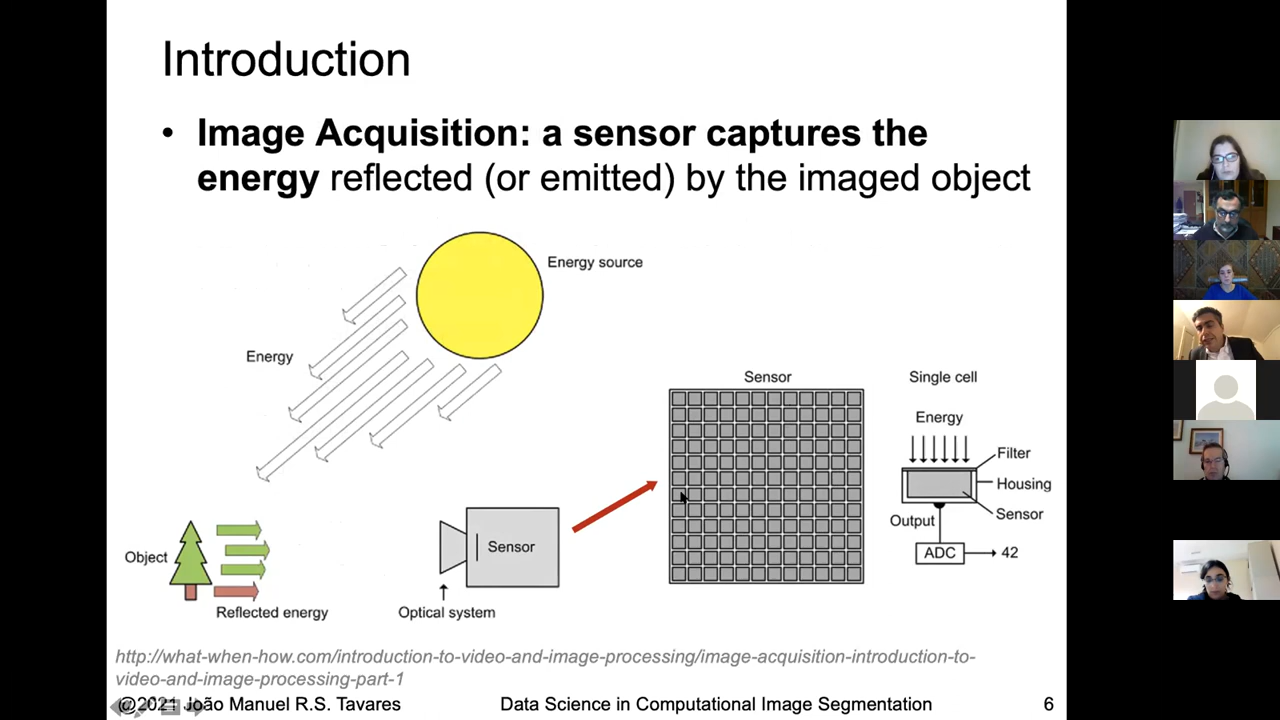 Introduction
• Image Acquisition: a sensor captures the
energy reflected (or emitted) by the imaged object
Energy source
Energy
Sensor
Single cell
Energy
Filter
Housing
Sensor
Output
ADC
42
Object
Reflected energy
Sensor
Optical system
http://what-when-how.com/introduction-to-video-and-image-processing/image-acquisition-introduction-to-
video-and-image-processing-part-1
©2021 João Manuel R.S. Tavares
Data Science in Computational Image Segmentation
6